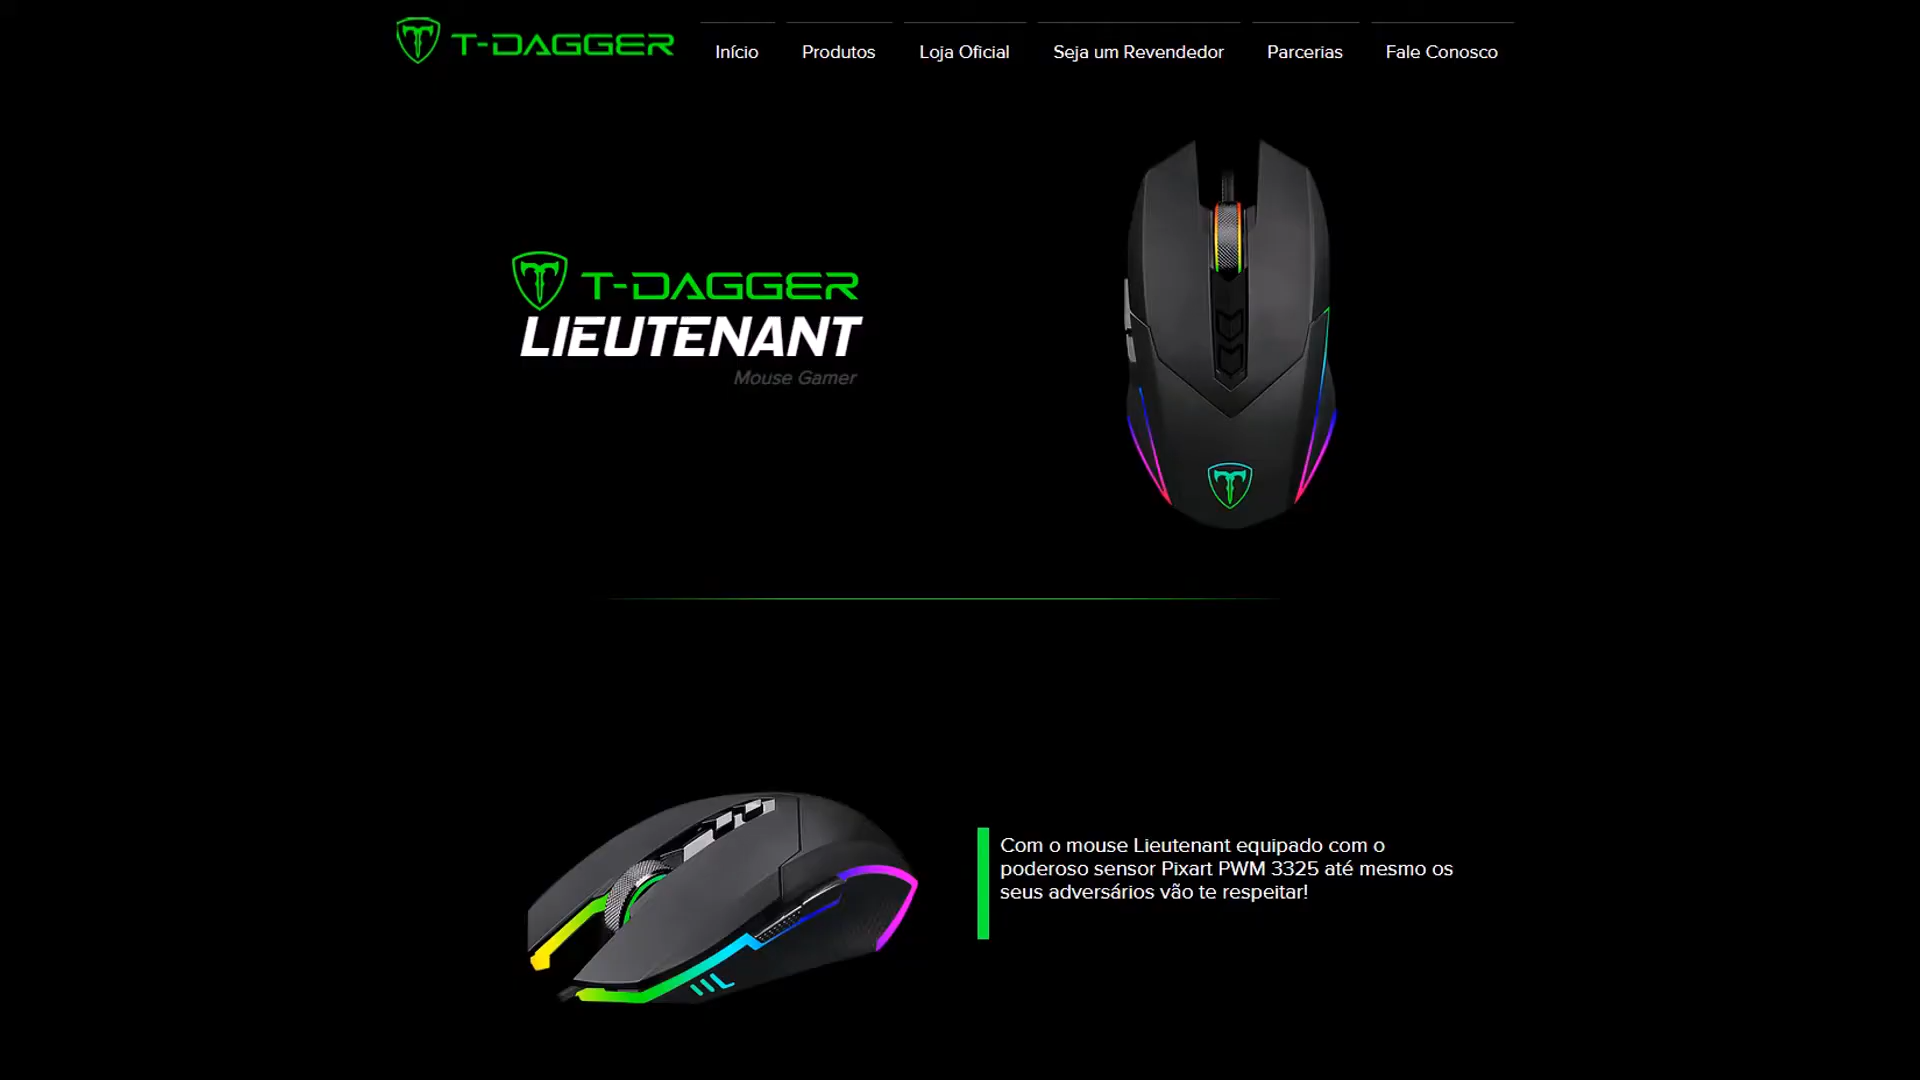 T-DAGGER
Início
Produtos
Loja Oficial
Seja um Revendedor
Parcerias
Fale Conosco
T-DAGGER
LIEUTENANT
Mouse Gamer
Com o mouse Lieutenant equipado com o
poderoso sensor Pixart PWM 3325 até mesmo os
seus adversários vão te respeitar!